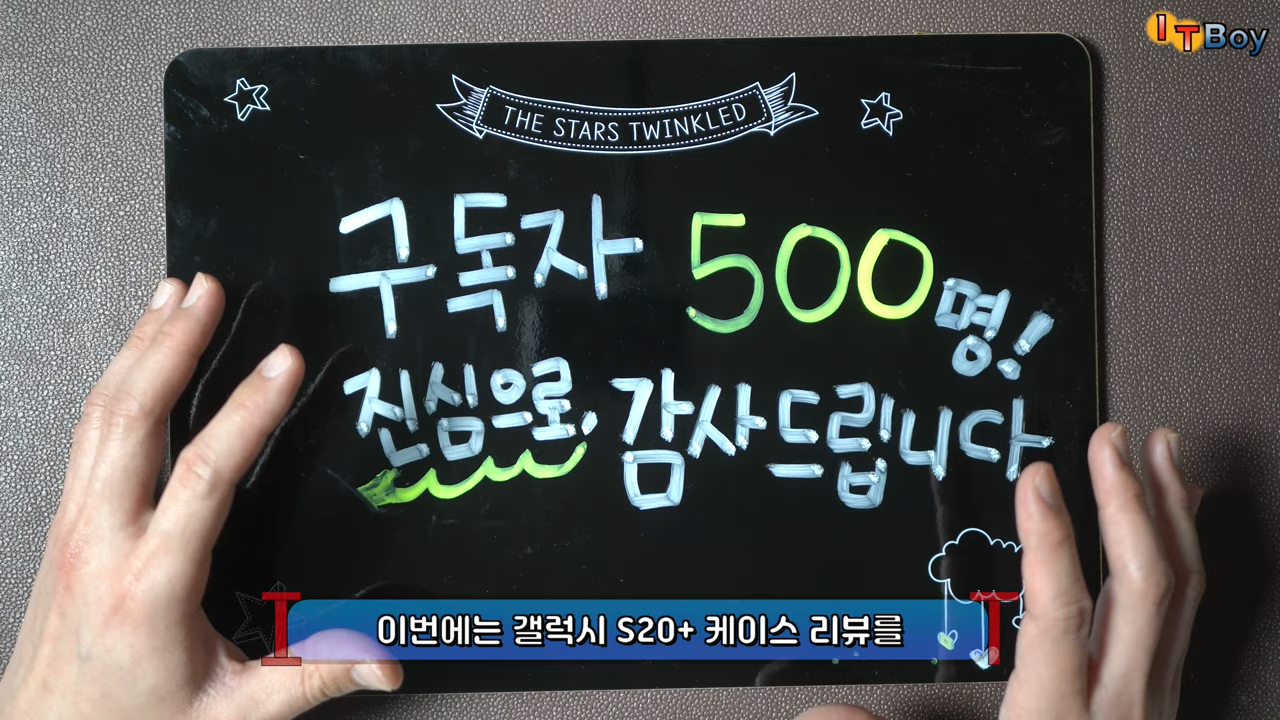 ITBoy
THE STARS TWINKLED
구독자 500명!
진심으로, 감사드립니다
이번에는 갤럭시 S20+ 케이스 리뷰를